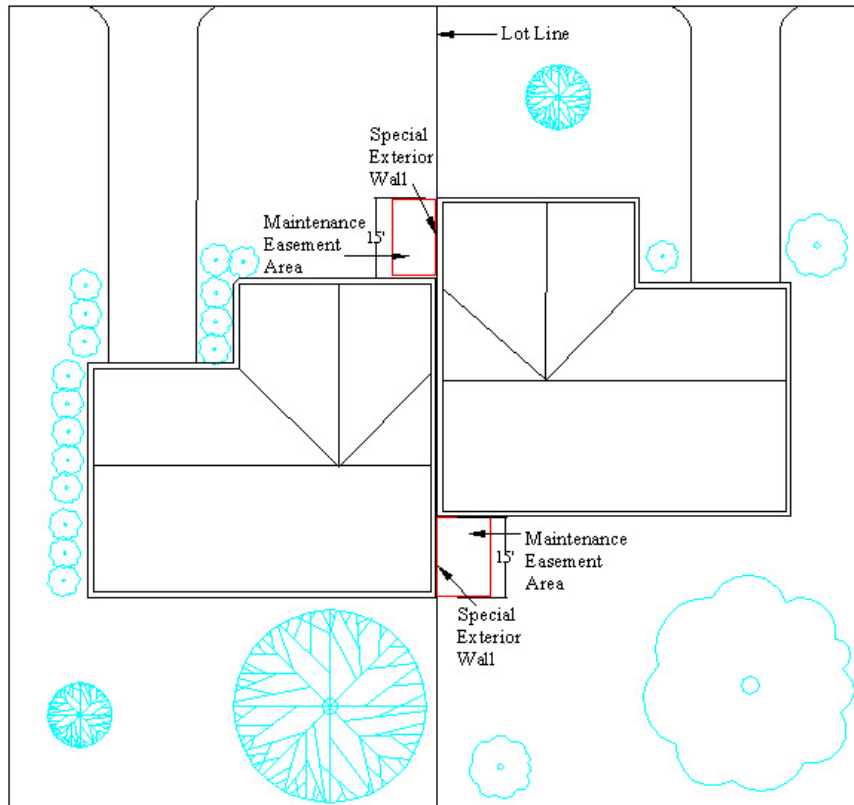 Lot Line
Special
Exterior
Wall
Maintenance
Easement
Area
15'
Maintenance
Easement
Area
15'
Special
Exterior
Wall